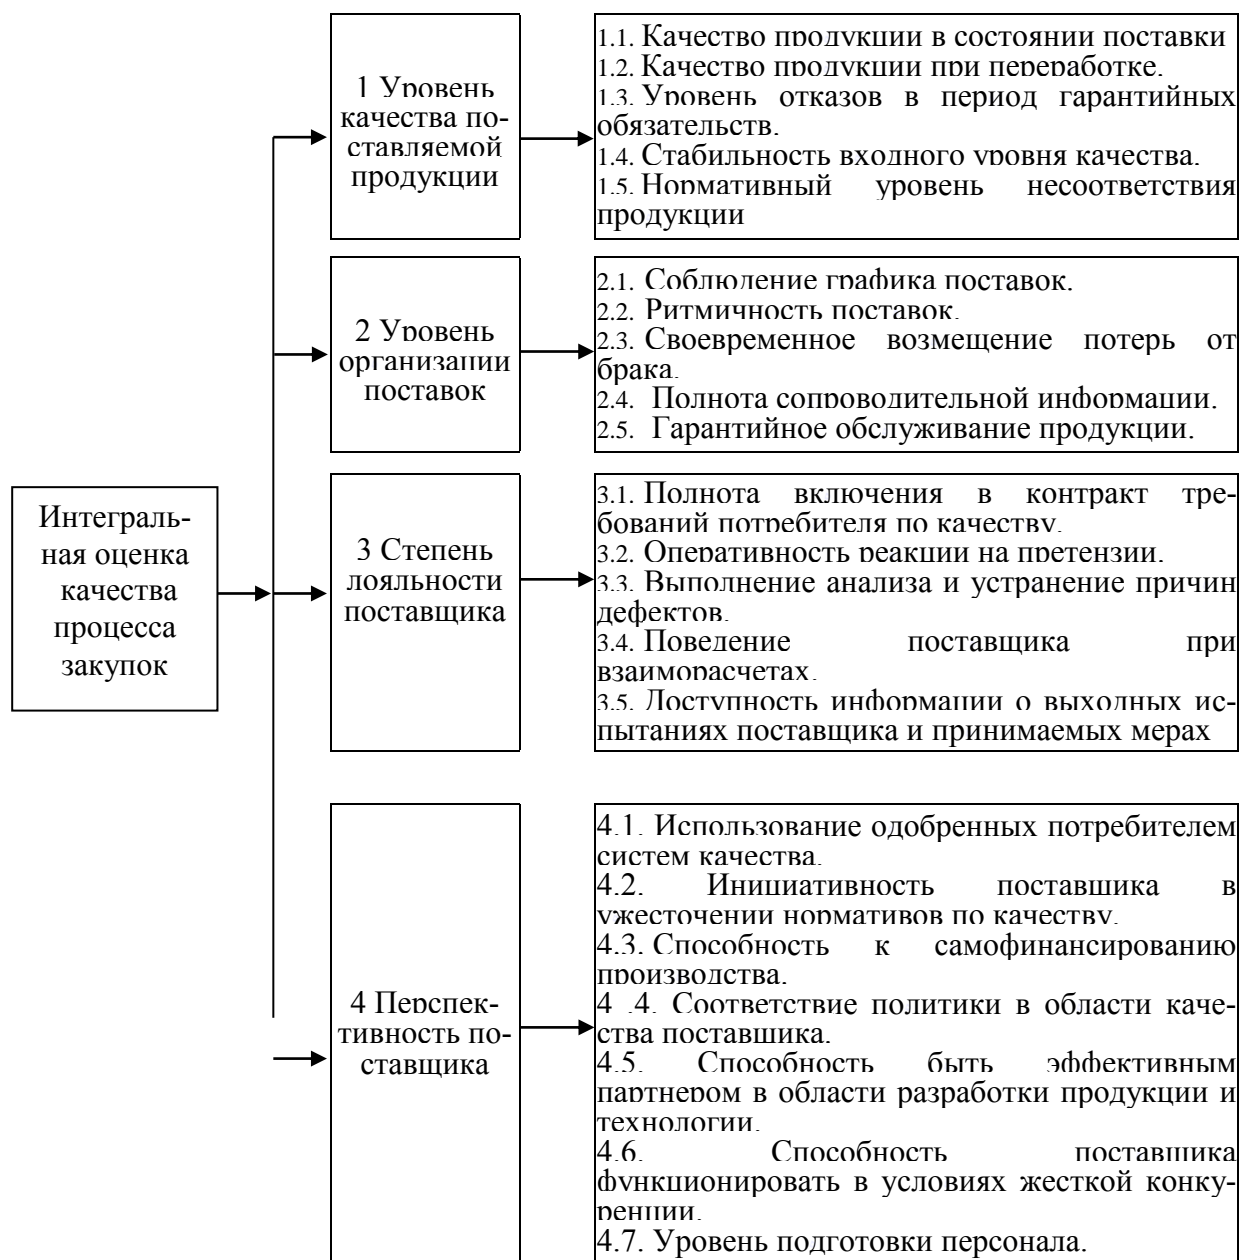 1 Уровень
качества по-
ставляемой
продукции
1.1. Качество продукции в состоянии поставки
1.2. Качество продукции при переработке.
1.3. Уровень отказов в период гарантийных
обязательств.
1.4. Стабильность входного уровня качества.
1.5. Нормативный уровень несоответствия
продукции
2 Уровень
организации
поставок
2.1. Соблюдение графика поставок.
2.2. Ритмичность поставок.
2.3. Своевременное возмещение потерь от
брака.
2.4. Полнота сопроводительной информации.
2.5. Гарантийное обслуживание продукции.
Интеграль-
ная оценка
качества
процесса
закупок
3 Степень
лояльности
поставщика
3.1. Полнота включения в контракт тре-
бований потребителя по качеству.
3.2. Оперативность реакции на претензии.
3.3. Выполнение анализа и устранение причин
дефектов.
3.4. Поведение поставщика при
взаиморасчетах.
3.5. Доступность информации о выходных ис-
пытаниях поставщика и принимаемых мерах
4 Перспек-
тивность по-
ставщика
4.1. Использование одобренных потребителем
систем качества.
4.2. Инициативность поставщика в
ужесточении нормативов по качеству.
4.3. Способность к самофинансированию
производства.
4 .4. Соответствие политики в области каче-
ства поставщика.
4.5. Способность быть эффективным
партнером в области разработки продукции и
технологии.
4.6. Способность поставщика
функционировать в условиях жесткой конку-
ренции.
4.7. Уровень подготовки персонала.